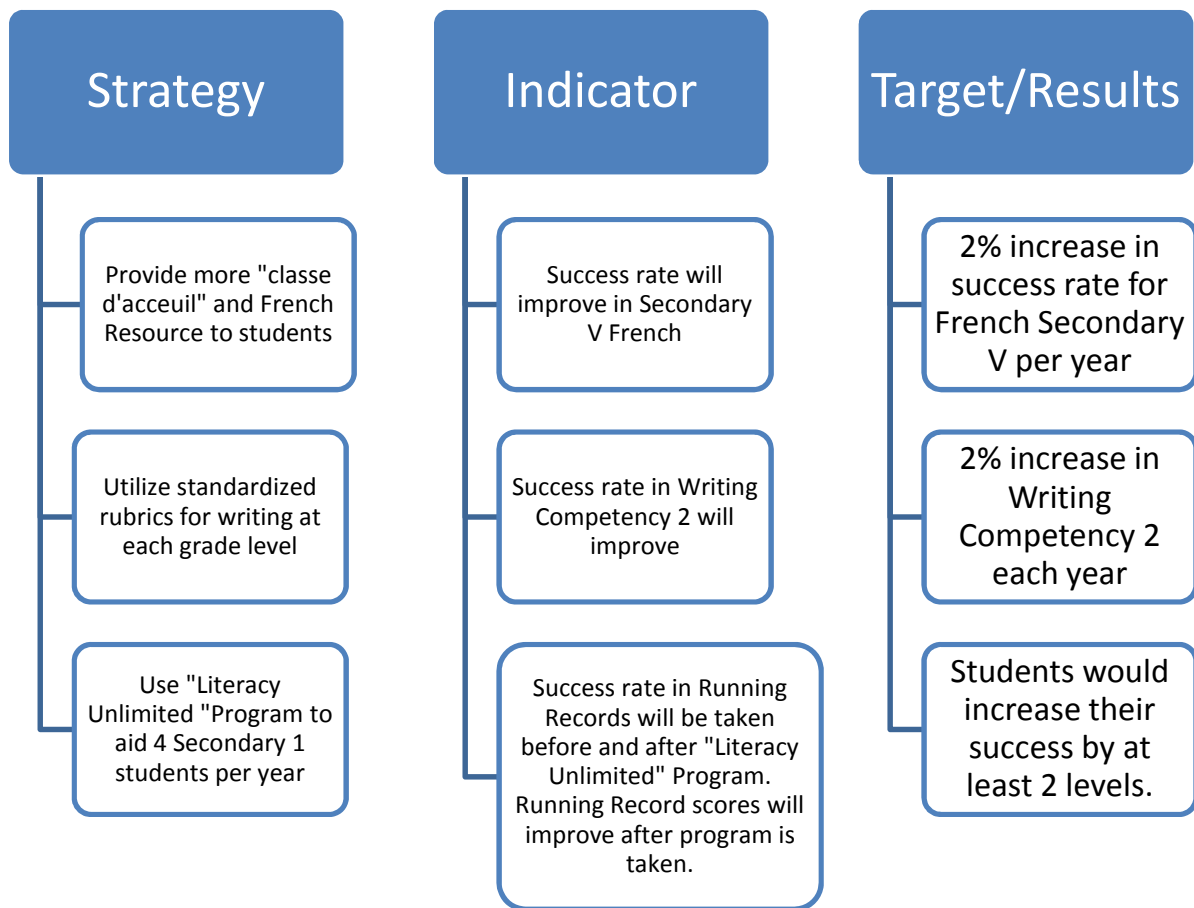 Strategy
Provide more "classe
d'acceuil" and French
Resource to students
Utilize standardized
rubrics for writing at
each grade level
Use "Literacy
Unlimited "Program to
aid 4 Secondary 1
students per year
Indicator
Success rate will
improve in Secondary
V French
Success rate in Writing
Competency 2 will
improve
Success rate in Running
Records will be taken
before and after "Literacy
Unlimited" Program.
Running Record scores will
improve after program is
taken.
Target/Results
2% increase in
success rate for
French Secondary
V per year
2% increase in
Writing
Competency 2
each year
Students would
increase their
success by at
least 2 levels.